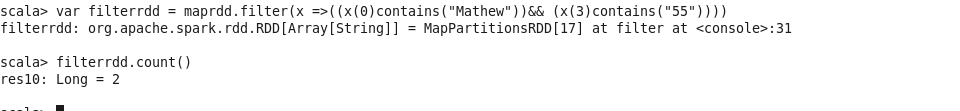 scala> var filterrdd = maprdd.filter(x =>((x(0)contains("Mathew"))&& (x(3)contains("55"))))
filterrdd: org.apache.spark.rdd.RDD[Array[String]] = MapPartitionsRDD[17] at filter at <console>:31
scala> filterrdd.count()
res10: Long = 2